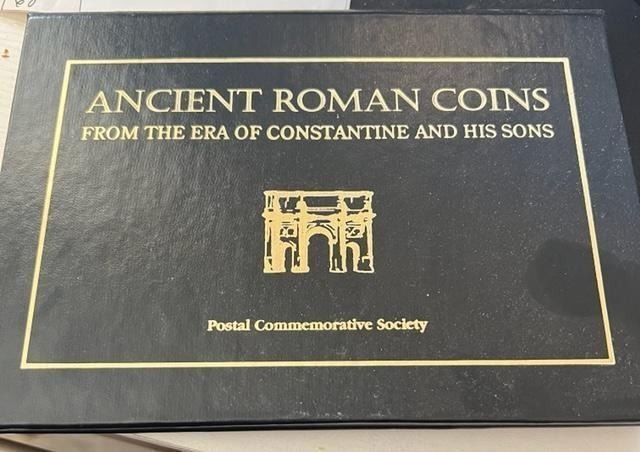 ANCIENT ROMAN COINS
FROM THE ERA OF CONSTANTINE AND HIS SONS
Postal Commemorative Society